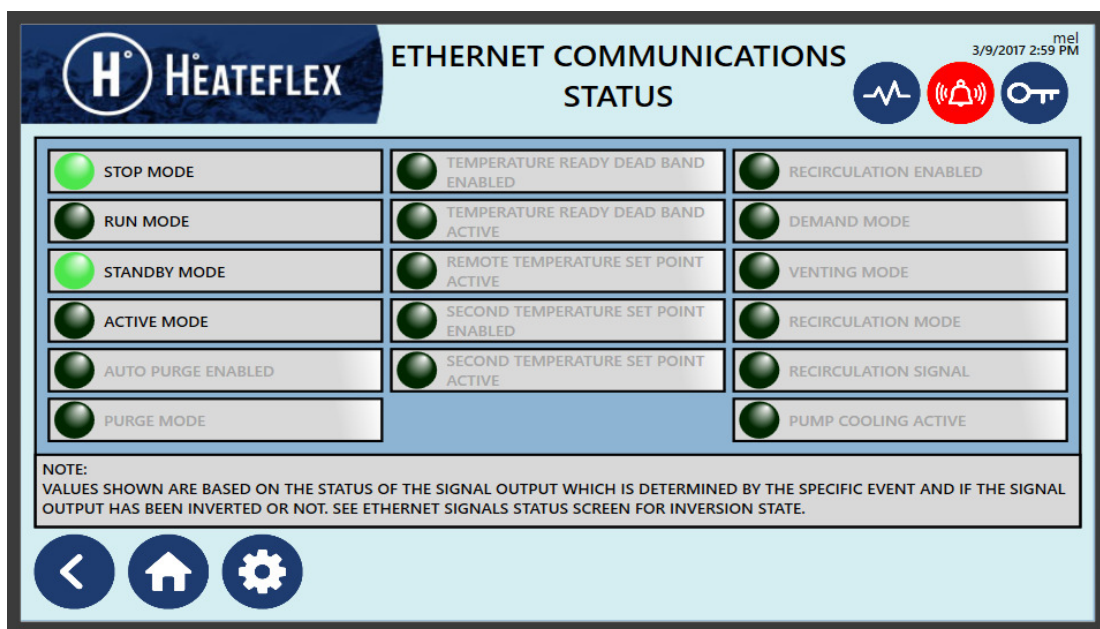 H° HEATEFLEX
ETHERNET COMMUNICATIONS
STATUS
mel
3/9/2017 2:59 PM
STOP MODE
RUN MODE
STANDBY MODE
ACTIVE MODE
AUTO PURGE ENABLED
PURGE MODE
TEMPERATURE READY DEAD BAND
ENABLED
TEMPERATURE READY DEAD BAND
ACTIVE
REMOTE TEMPERATURE SET POINT
ACTIVE
SECOND TEMPERATURE SET POINT
ENABLED
SECOND TEMPERATURE SET POINT
ACTIVE
RECIRCULATION ENABLED
DEMAND MODE
VENTING MODE
RECIRCULATION MODE
RECIRCULATION SIGNAL
PUMP COOLING ACTIVE
NOTE:
VALUES SHOWN ARE BASED ON THE STATUS OF THE SIGNAL OUTPUT WHICH IS DETERMINED BY THE SPECIFIC EVENT AND IF THE SIGNAL
OUTPUT HAS BEEN INVERTED OR NOT. SEE ETHERNET SIGNALS STATUS SCREEN FOR INVERSION STATE.